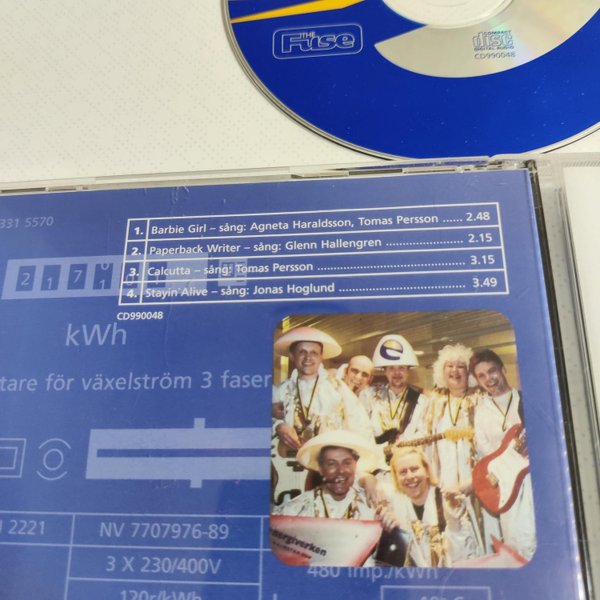 THE
Fuse
COMPACT
disc
DIGITAL AUDIO
CD990048
331 5570
1. Barbie Girl – sång: Agneta Haraldsson, Tomas Persson ...... 2.48
2. Paperback Writer – sång: Glenn Hallengren ...... 2.15
3. Calcutta – sång: Tomas Persson ...... 3.15
4. Stayin´Alive – sång: Jonas Hoglund ...... 3.49
CD990048
kWh
tare för växelström 3 faser
e
2221
NV 7707976-89
3 X 230/400V
480 imp./kWh
120r/kWh
nergiverken